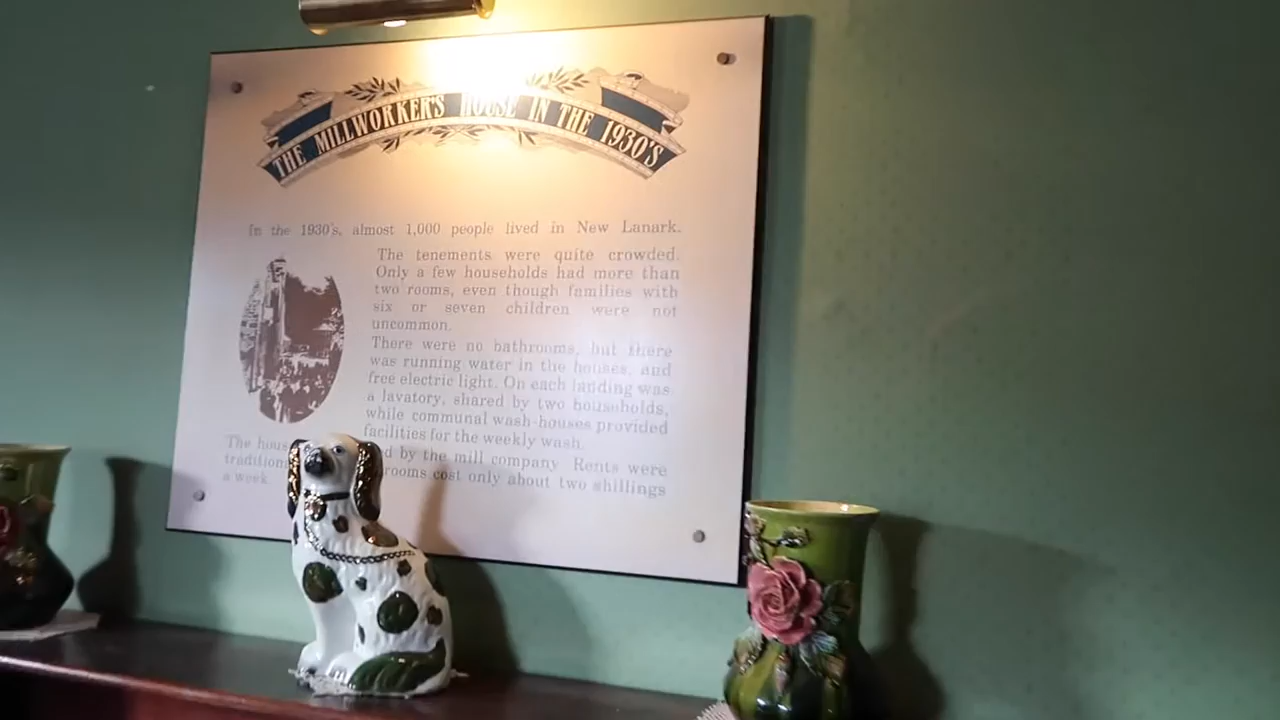 THE MILLWORKER'S HOUSE IN THE 1930'S
In the 1930's, almost 1,000 people lived in New Lanark.
The tenements were quite crowded.
Only a few households had more than
two rooms, even though families with
six or seven children were not
uncommon.
There were no bathrooms, but there
was running water in the houses, and
free electric light. On each landing was
a lavatory, shared by two households,
while communal wash-houses provided
facilities for the weekly wash.
The hous d by the mill company Rents were
tradition rooms cost only about two shillings
a week.